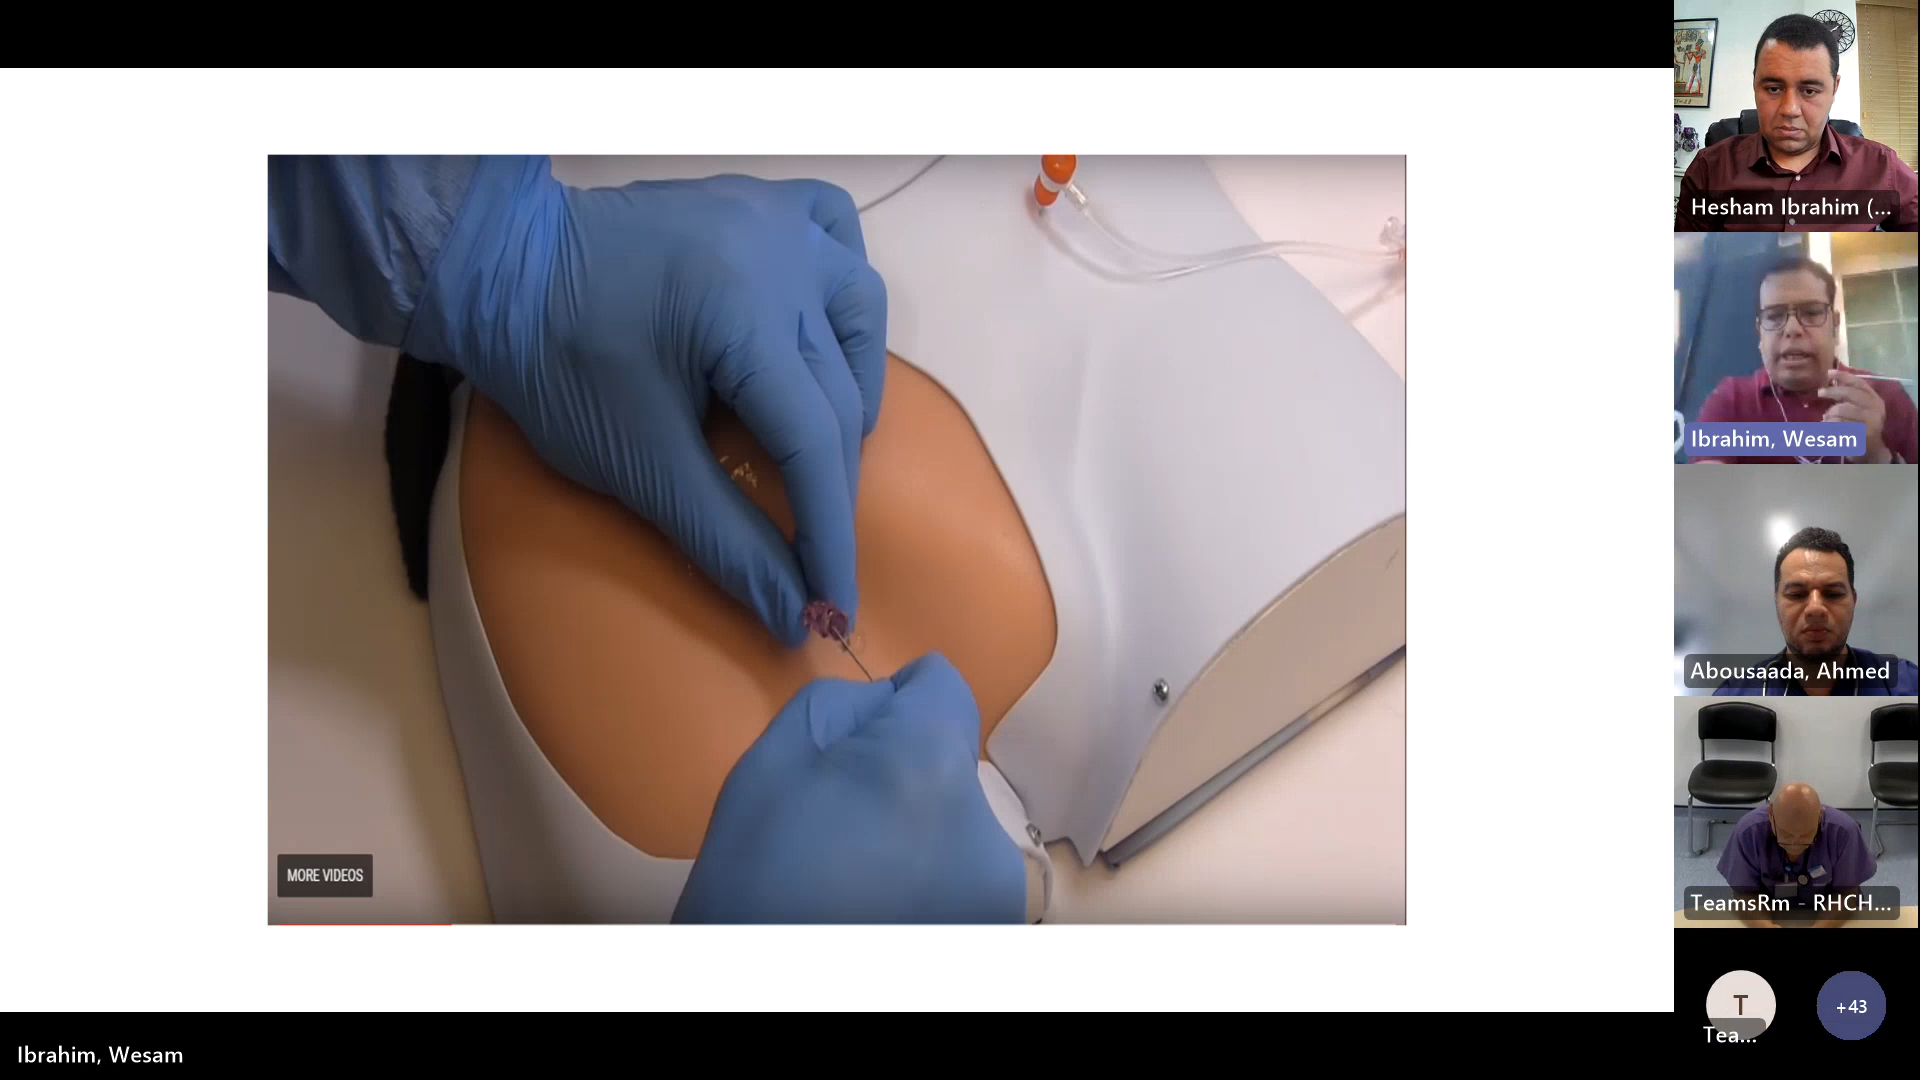 MORE VIDEOS
Hesham Ibrahim (...
Ibrahim, Wesam
Abousaada, Ahmed
TeamsRm - RHCH...
T
Tea...
+43
Ibrahim, Wesam